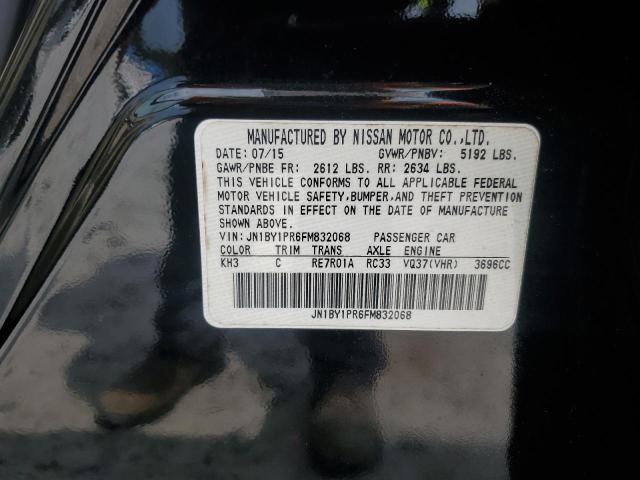 MANUFACTURED BY NISSAN MOTOR CO.,LTD.
DATE: 07/15 GVWR/PNBV: 5192 LBS.
GAWR/PNBE FR: 2612 LBS. RR: 2634 LBS.
THIS VEHICLE CONFORMS TO ALL APPLICABLE FEDERAL
MOTOR VEHICLE SAFETY,BUMPER,AND THEFT PREVENTION
STANDARDS IN EFFECT ON THE DATE OF MANUFACTURE
SHOWN ABOVE.
VIN: JN1BY1PR6FM832068 PASSENGER CAR
COLOR TRIM TRANS AXLE ENGINE
KH3 C RE7R01A RC33 VQ37(VHR) 3696CC
JN1BY1PR6FM832068